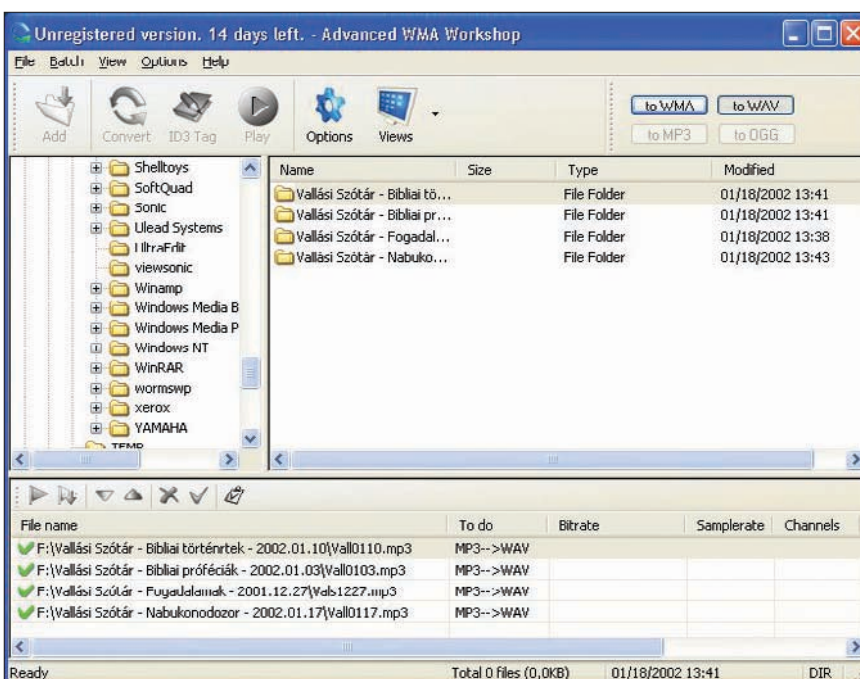 Unregistered version. 14 days left. - Advanced WMA Workshop
File Batch View Options Help
Add Convert ID3 Tag Play Options Views
to WMA to WAV
to MP3 to OGG
Name Size Type Modified
Shelltoys
SoftQuad
Sonic
Ulead Systems
UltraEdit
viewsonic
Winamp
Windows Media B
Windows Media P
Windows NT
WinRAR
wormswp
xerox
YAMAHA
TEMP
Vallási Szótár - Bibliai tö... File Folder 01/18/2002 13:41
Vallási Szótár - Bibliai pr... File Folder 01/18/2002 13:41
Vallási Szótár - Fogadal... File Folder 01/18/2002 13:38
Vallási Szótár - Nabuko... File Folder 01/18/2002 13:43
File name To do Bitrate Samplerate Channels
F:\Vallási Szótár - Bibliai történrtek - 2002.01.10\Vall0110.mp3 MP3-->WAV
F:\Vallási Szótár - Bibliai próféciák - 2002.01.03\Vall0103.mp3 MP3-->WAV
F:\Vallási Szótár - Fogadalamak - 2001.12.27\Vals1227.mp3 MP3-->WAV
F:\Vallási Szótár - Nabukonodozor - 2002.01.17\Vall0117.mp3 MP3-->WAV
Ready Total 0 files (0,0KB) 01/18/2002 13:41 DIR